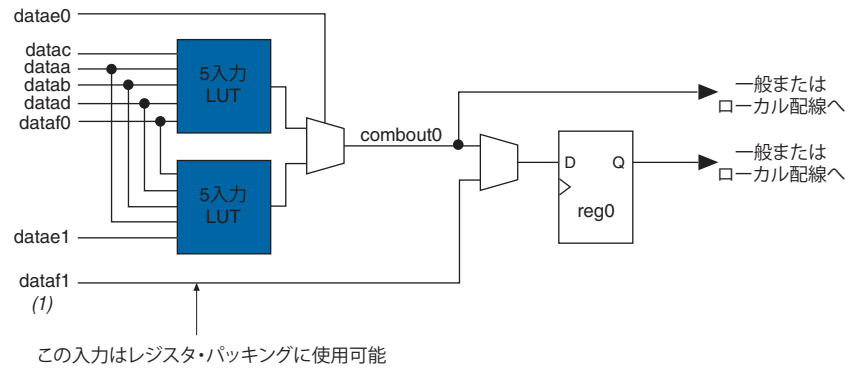 datae0
datac
dataa
datab
datad
dataf0
5入力
LUT
combout0
一般または
ローカル配線へ
D Q
reg0
一般または
ローカル配線へ
5入力
LUT
datae1
dataf1
(1)
この入力はレジスタ・パッキングに使用可能